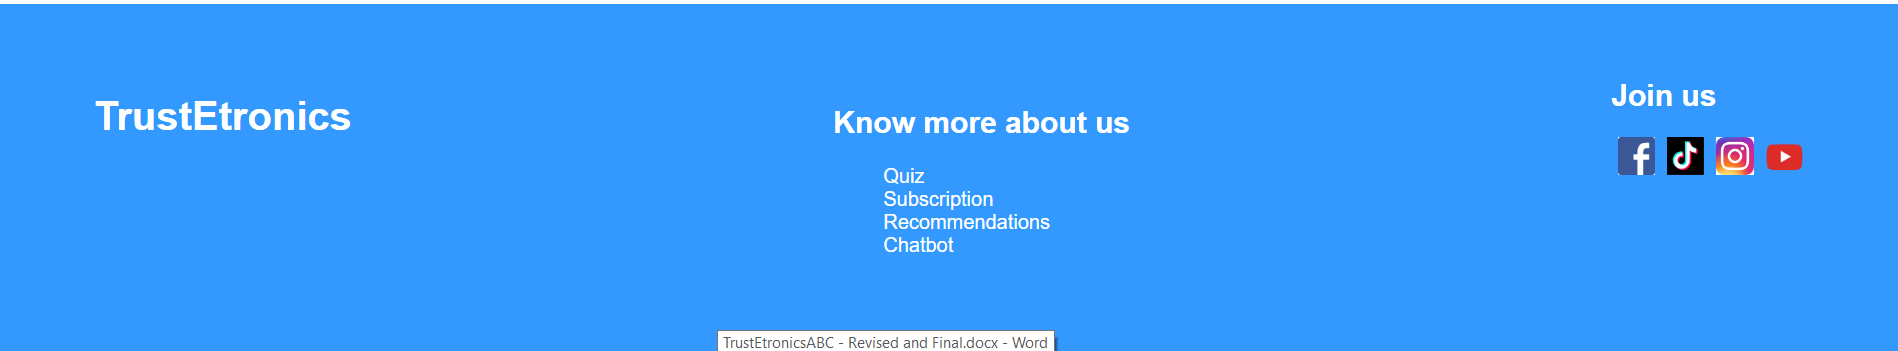 TrustEtronics
Know more about us
Quiz
Subscription
Recommendations
Chatbot
Join us
TrustEtronicsABC - Revised and Final.docx - Word